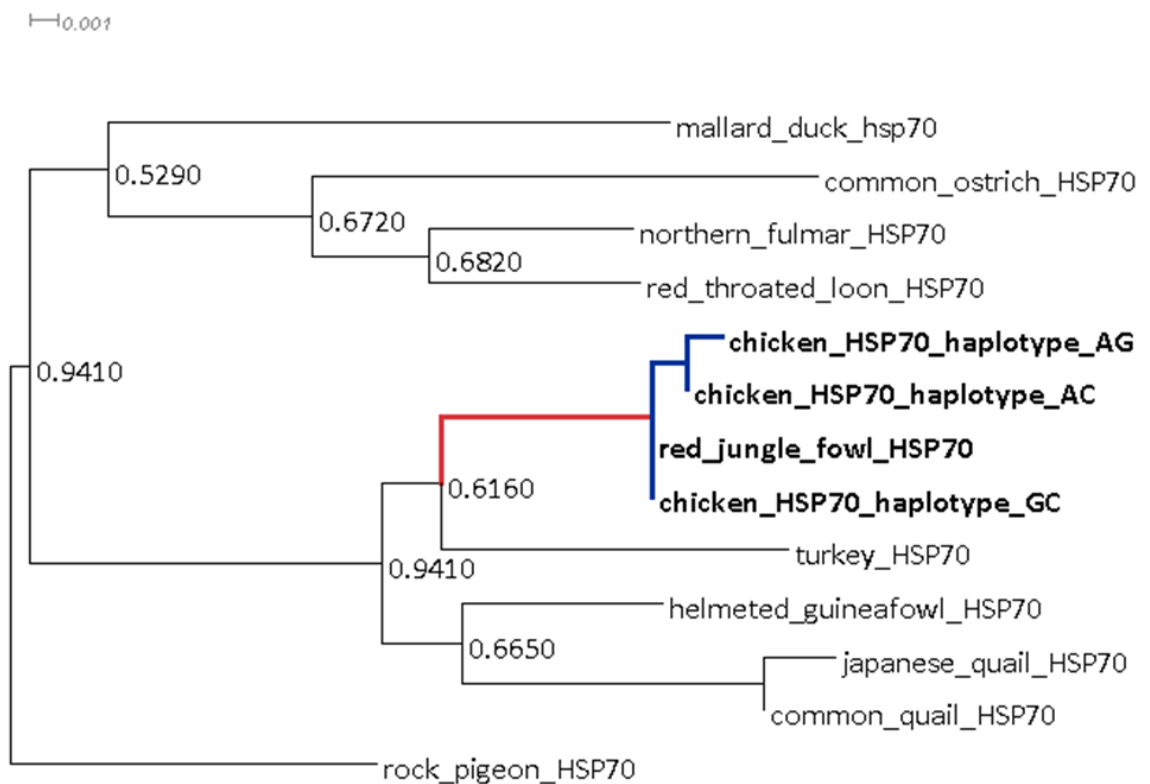 0.001
mallard_duck_hsp70
0.5290
common_ostrich_HSP70
0.6720
northern_fulmar_HSP70
0.6820
red_throated_loon_HSP70
chicken_HSP70_haplotype_AG
0.9410
chicken_HSP70_haplotype_AC
red_jungle_fowl_HSP70
0.6160
chicken_HSP70_haplotype_GC
turkey_HSP70
0.9410
helmeted_guineafowl_HSP70
0.6650
japanese_quail_HSP70
common_quail_HSP70
rock_pigeon_HSP70